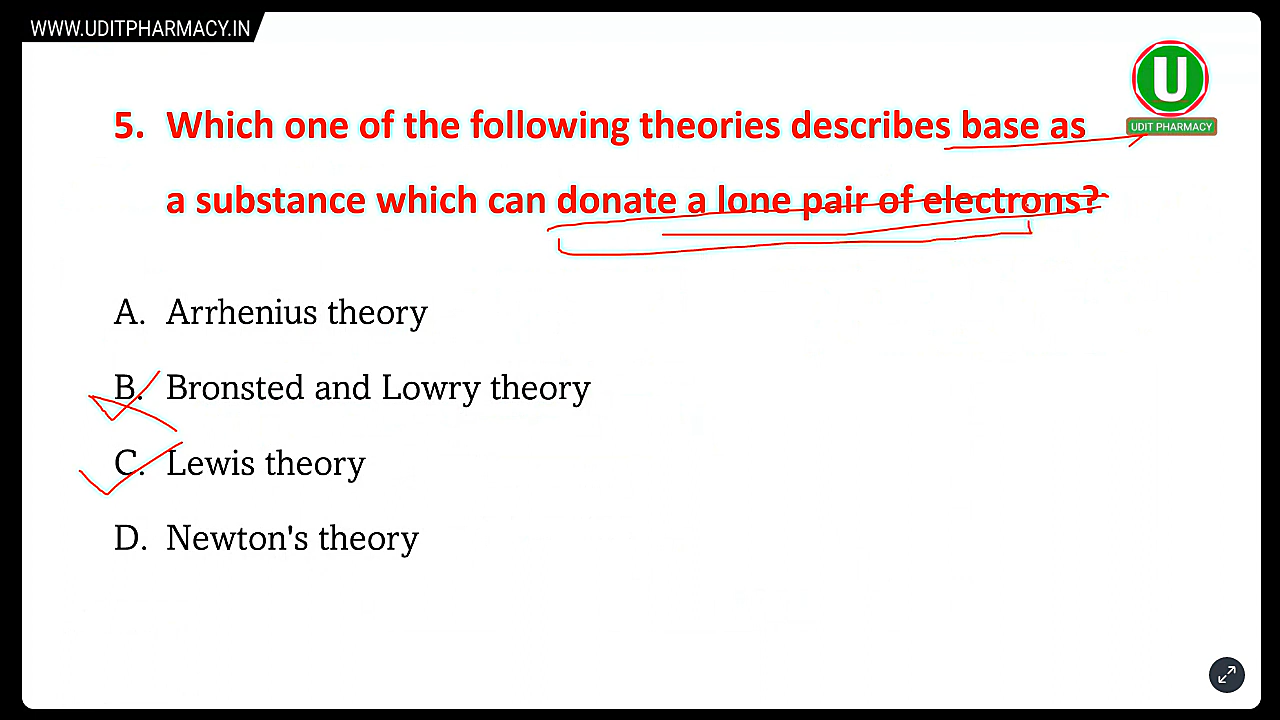 WWW.UDITPHARMACY.IN
U
UDIT PHARMACY
5. Which one of the following theories describes base as
a substance which can donate a lone pair of electrons?
A. Arrhenius theory
B. Bronsted and Lowry theory
C. Lewis theory
D. Newton's theory